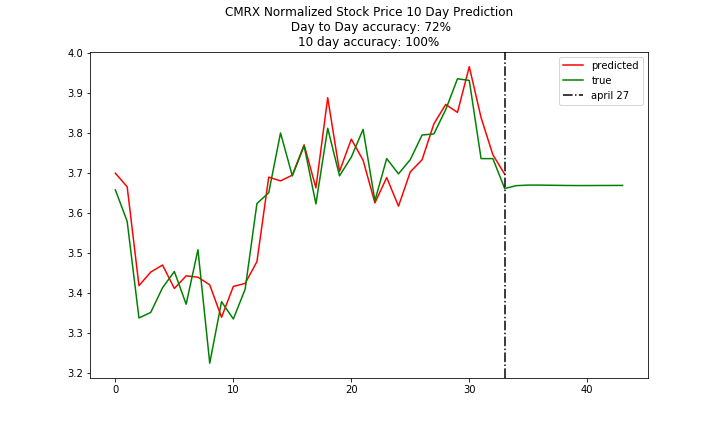 CMRX Normalized Stock Price 10 Day Prediction
Day to Day accuracy: 72%
10 day accuracy: 100%
4.0
3.9
3.8
3.7
3.6
3.5
3.4
3.3
3.2
predicted
true
april 27
0
10
20
30
40